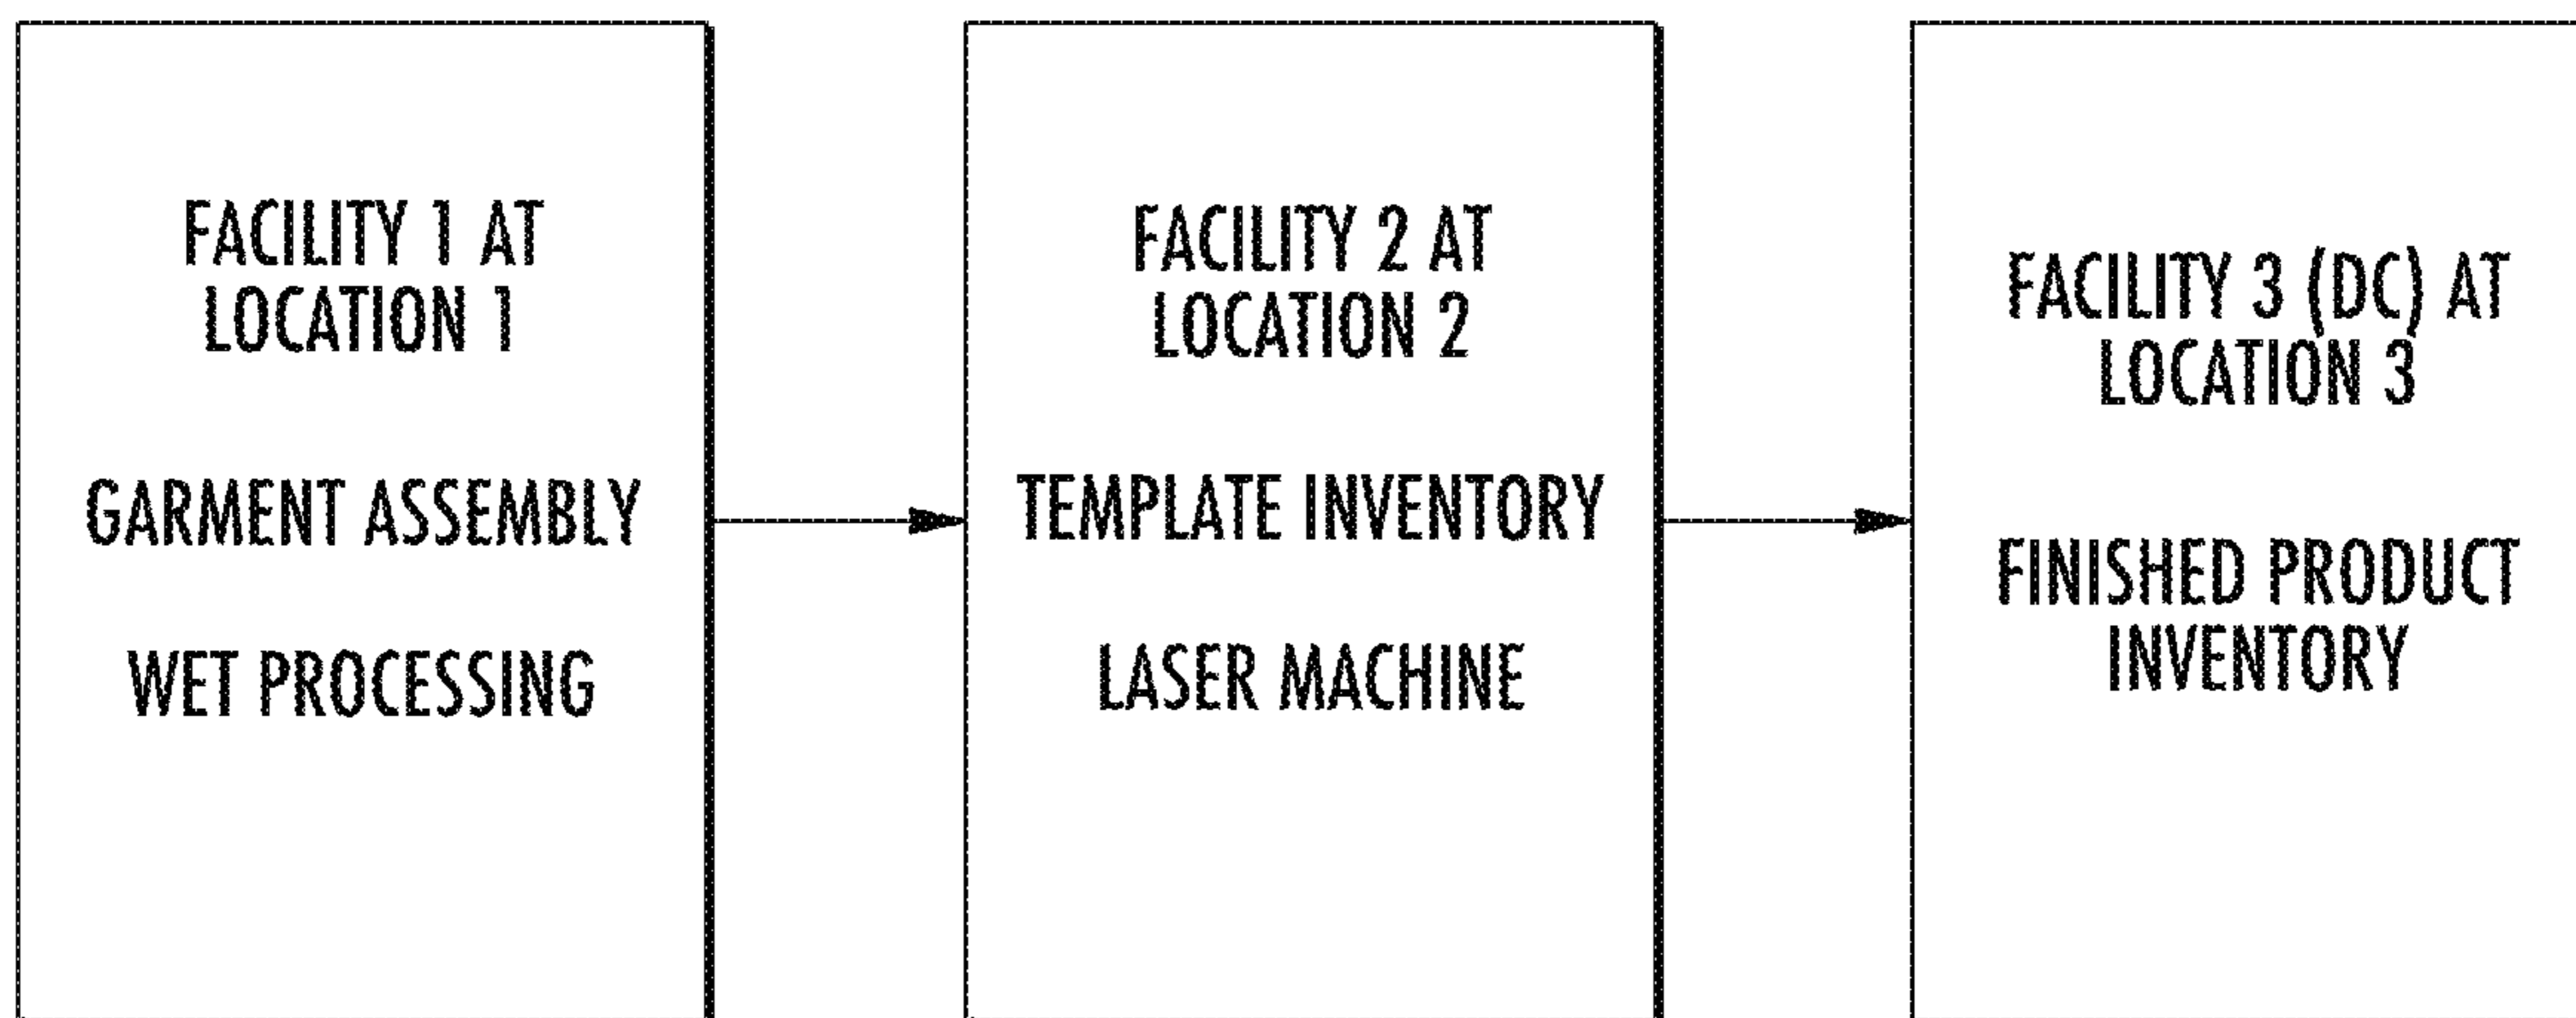 FACILITY 1 AT
LOCATION 1
GARMENT ASSEMBLY
WET PROCESSING
FACILITY 2 AT
LOCATION 2
TEMPLATE INVENTORY
LASER MACHINE
FACILITY 3 (DC) AT
LOCATION 3
FINISHED PRODUCT
INVENTORY